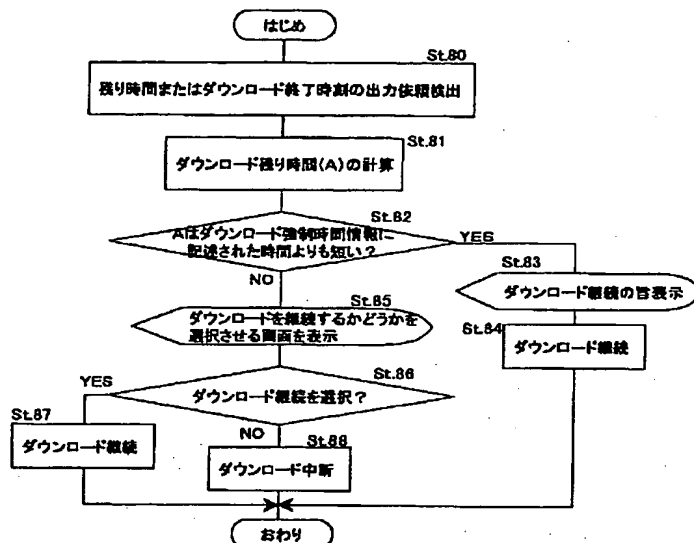 はじめ
St.80
残り時間またはダウンロード終了時刻の出力依頼検出
St.81
ダウンロード残り時間(A)の計算
St.82
Aはダウンロード強制時間情報に
記述された時間よりも短い?
YES
NO
St.83
ダウンロード継続の旨表示
St.84
ダウンロード継続
St.85
ダウンロードを継続するかどうかを
選択させる画面を表示
St.86
ダウンロード継続を選択?
YES
NO
St.87
ダウンロード継続
St.88
ダウンロード中断
おわり